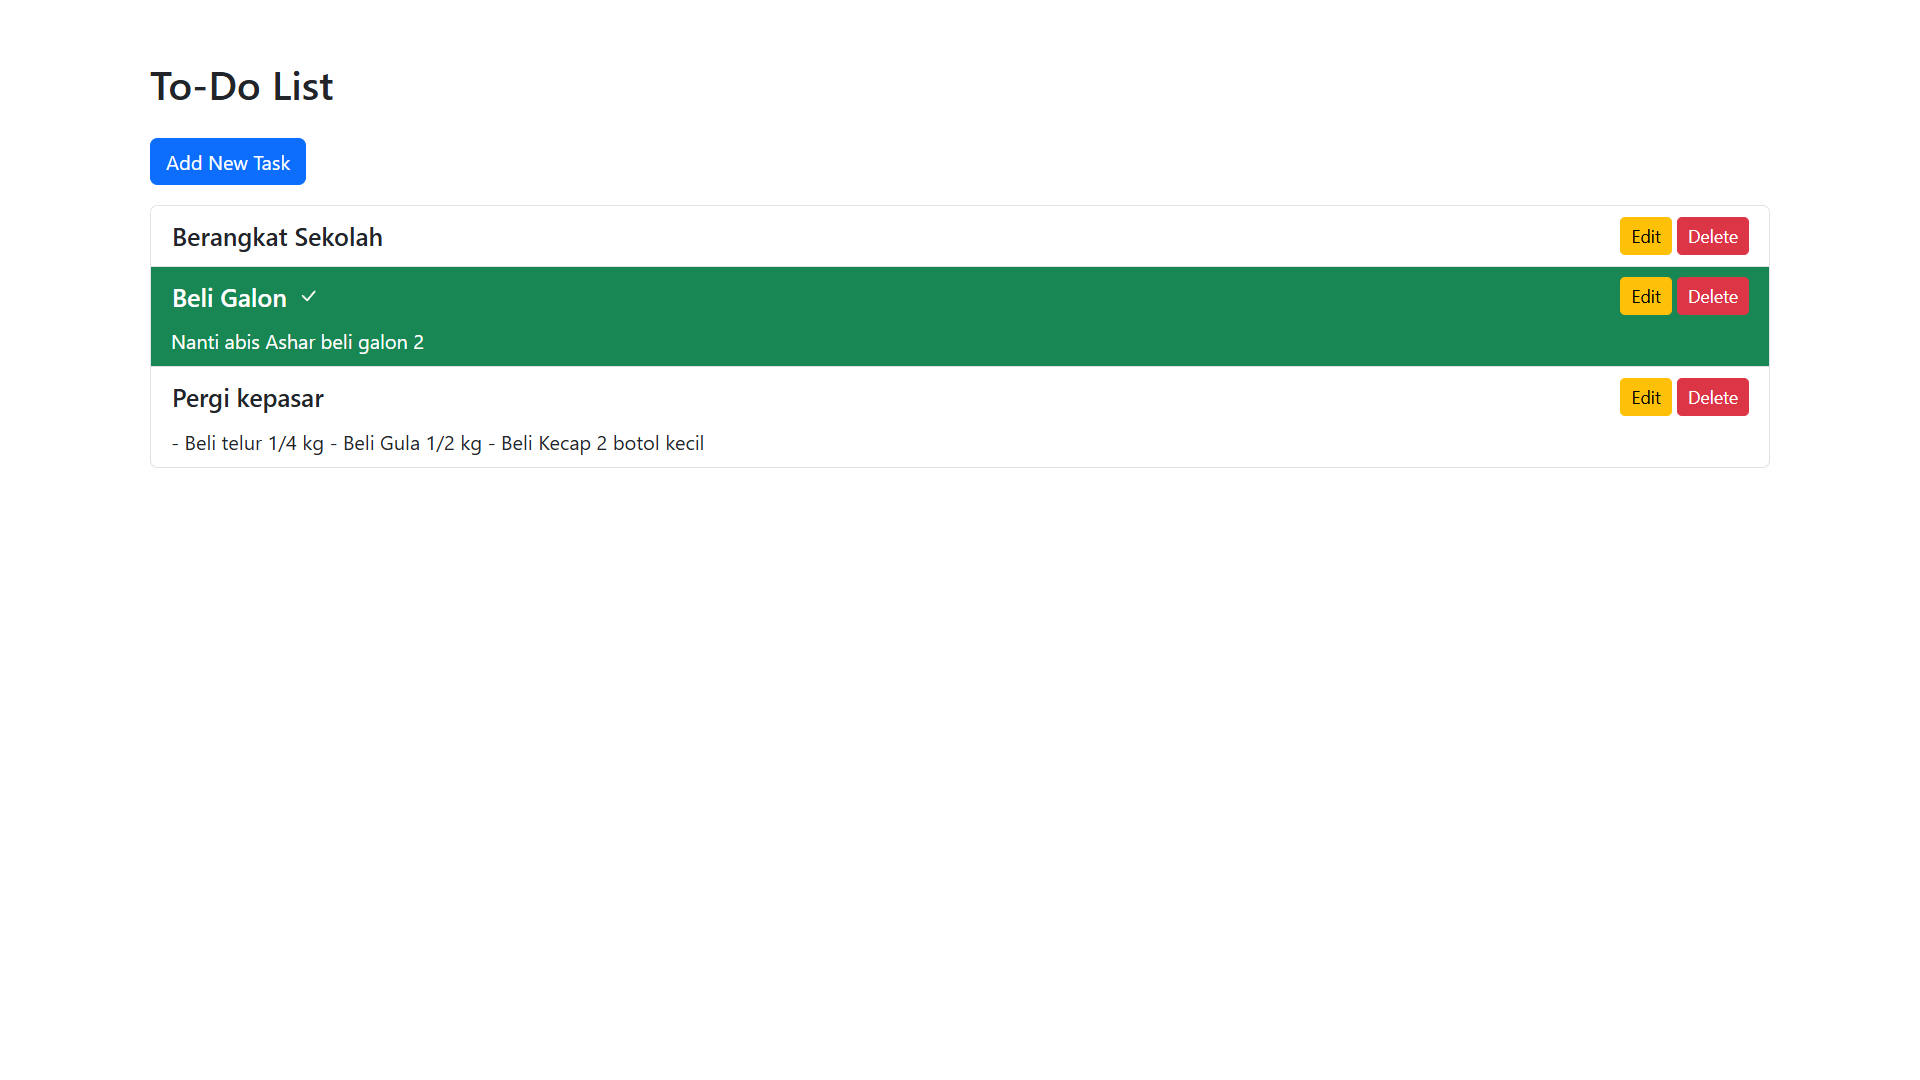 To-Do List
Add New Task
Berangkat Sekolah Edit Delete
Beli Galon ✓ Edit Delete
Nanti abis Ashar beli galon 2
Pergi kepasar Edit Delete
- Beli telur 1/4 kg - Beli Gula 1/2 kg - Beli Kecap 2 botol kecil